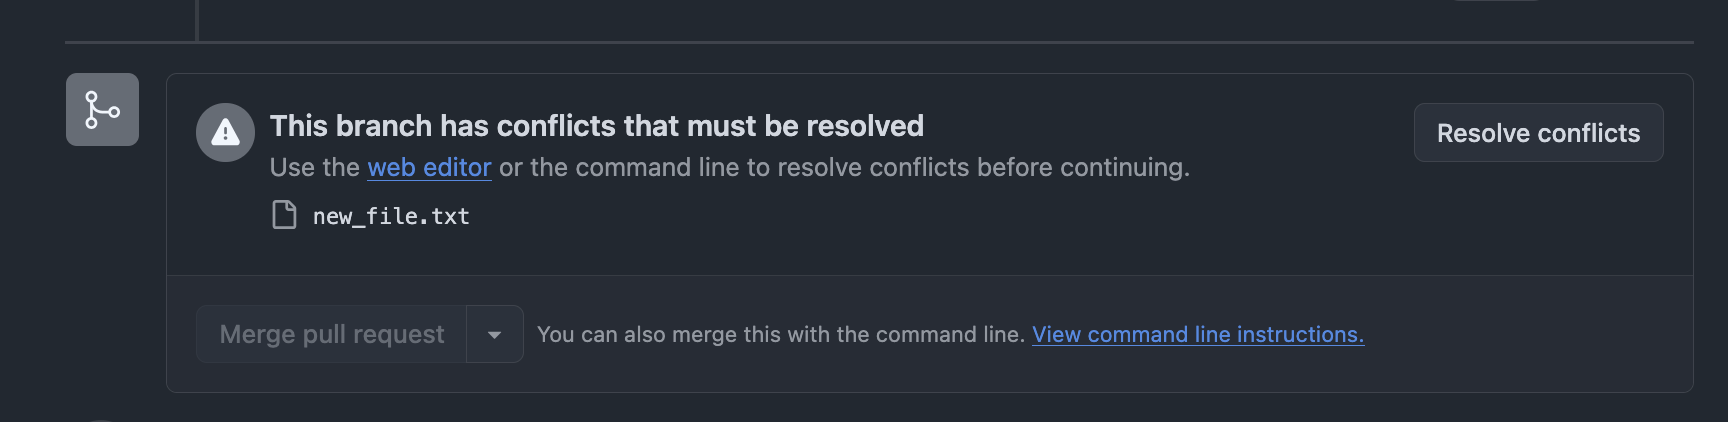 This branch has conflicts that must be resolved
Resolve conflicts
Use the web editor or the command line to resolve conflicts before continuing.
new_file.txt
Merge pull request
You can also merge this with the command line. View command line instructions.